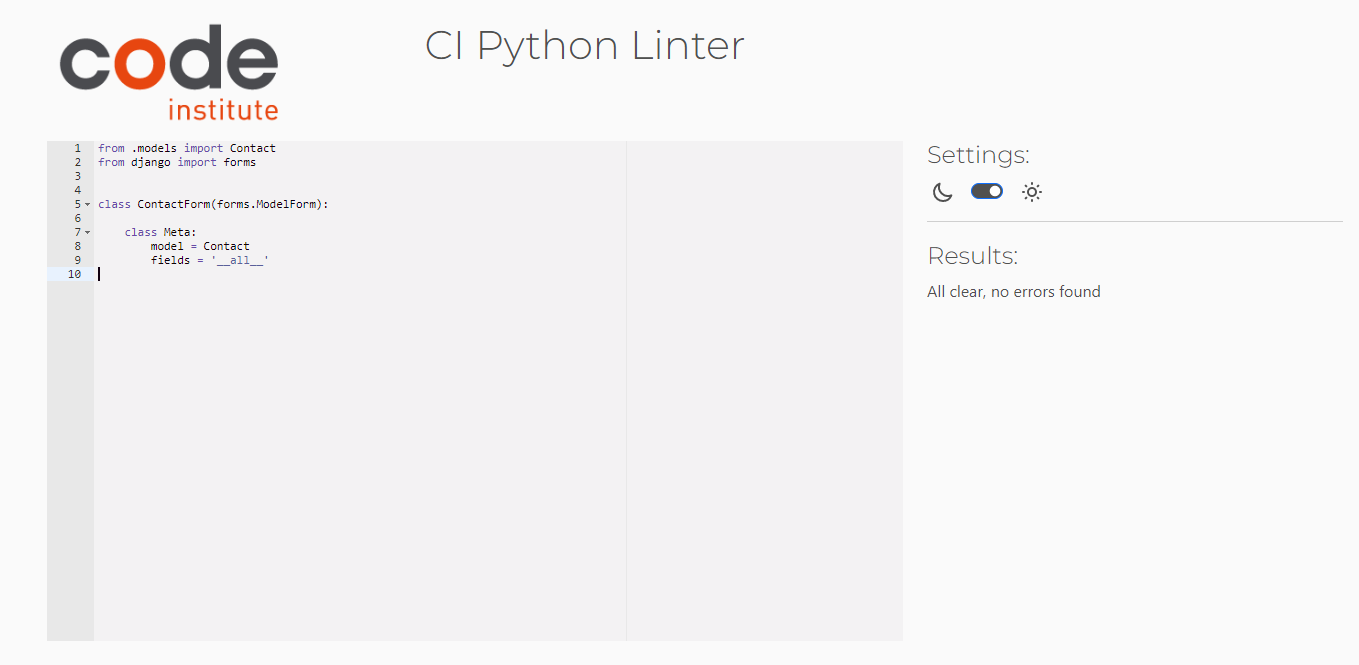 code
institute
CI Python Linter
1 from .models import Contact
2 from django import forms
3
4
5 class ContactForm(forms.ModelForm):
6
7     class Meta:
8         model = Contact
9         fields = '__all__'
10
Settings:
Results:
All clear, no errors found